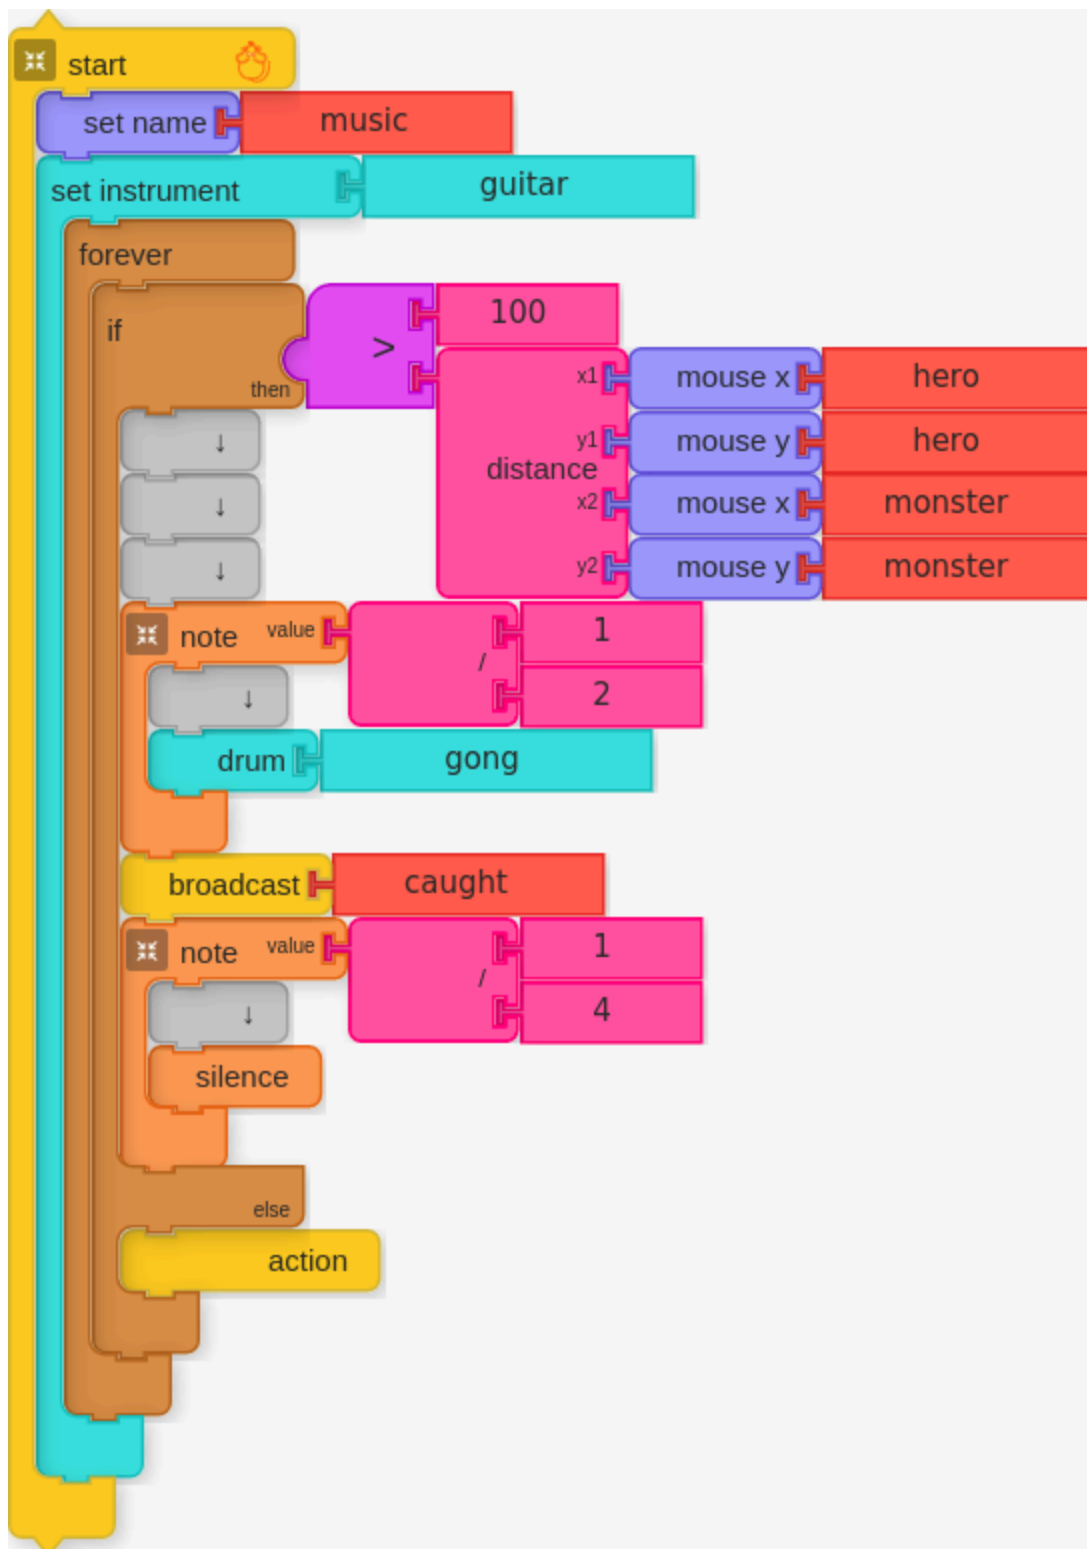 start
set name music
set instrument guitar
forever
if > 100
then
distance
x1 mouse x hero
y1 mouse y hero
x2 mouse x monster
y2 mouse y monster
↓
↓
↓
note value / 1
2
↓
drum gong
broadcast caught
note value / 1
4
↓
silence
else
action